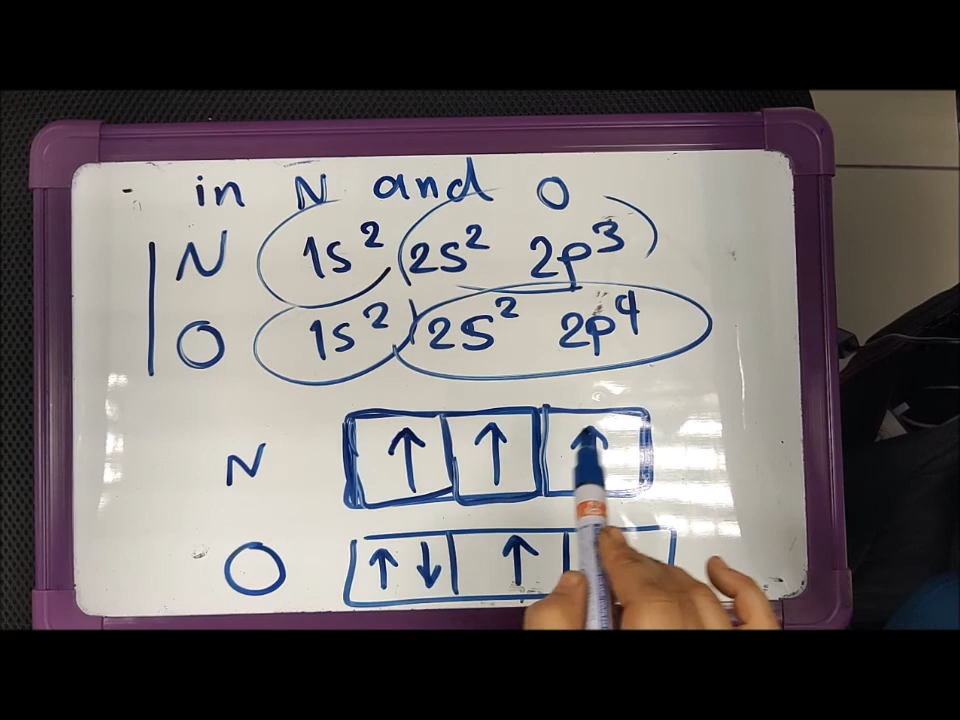 in N and O
N 1s² 2s² 2p³
O 1s² 2s² 2p⁴
N ↑ ↑ ↑
O ↑↓ ↑